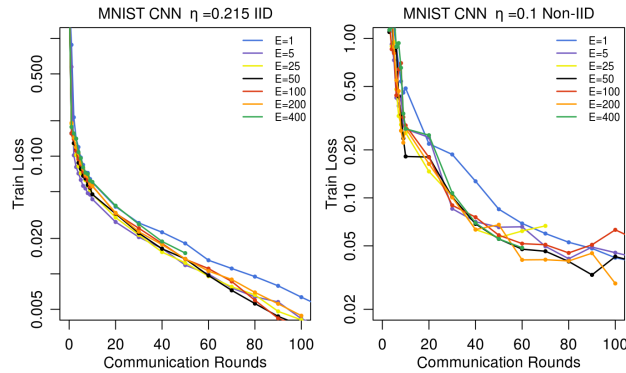 MNIST CNN η =0.215 IID
Train Loss
0.500
0.100
0.020
0.005
E=1
E=5
E=25
E=50
E=100
E=200
E=400
0 20 40 60 80 100
Communication Rounds
MNIST CNN η =0.1 Non-IID
Train Loss
1.00
0.50
0.20
0.10
0.05
0.02
E=1
E=5
E=25
E=50
E=100
E=200
E=400
0 20 40 60 80 100
Communication Rounds